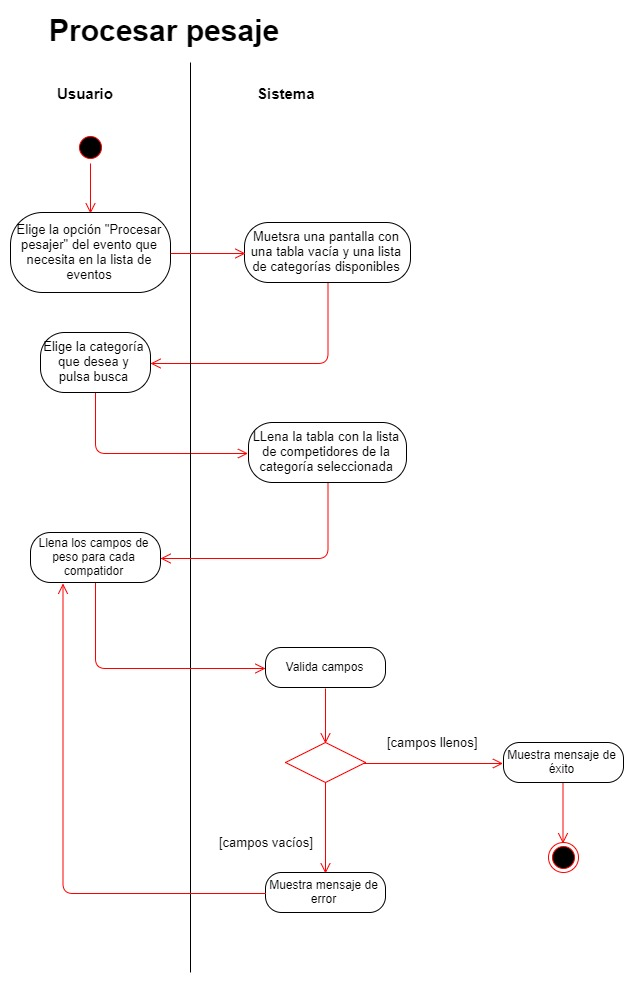 Procesar pesaje
Usuario
Sistema
Elige la opción "Procesar
pesajer" del evento que
necesita en la lista de
eventos
Muetsra una pantalla con
una tabla vacía y una lista
de categorías disponibles
Elige la categoría
que desea y
pulsa busca
LLena la tabla con la lista
de competidores de la
categoría seleccionada
Llena los campos de
peso para cada
compatidor
Valida campos
[campos llenos]
Muestra mensaje de
éxito
[campos vacíos]
Muestra mensaje de
error